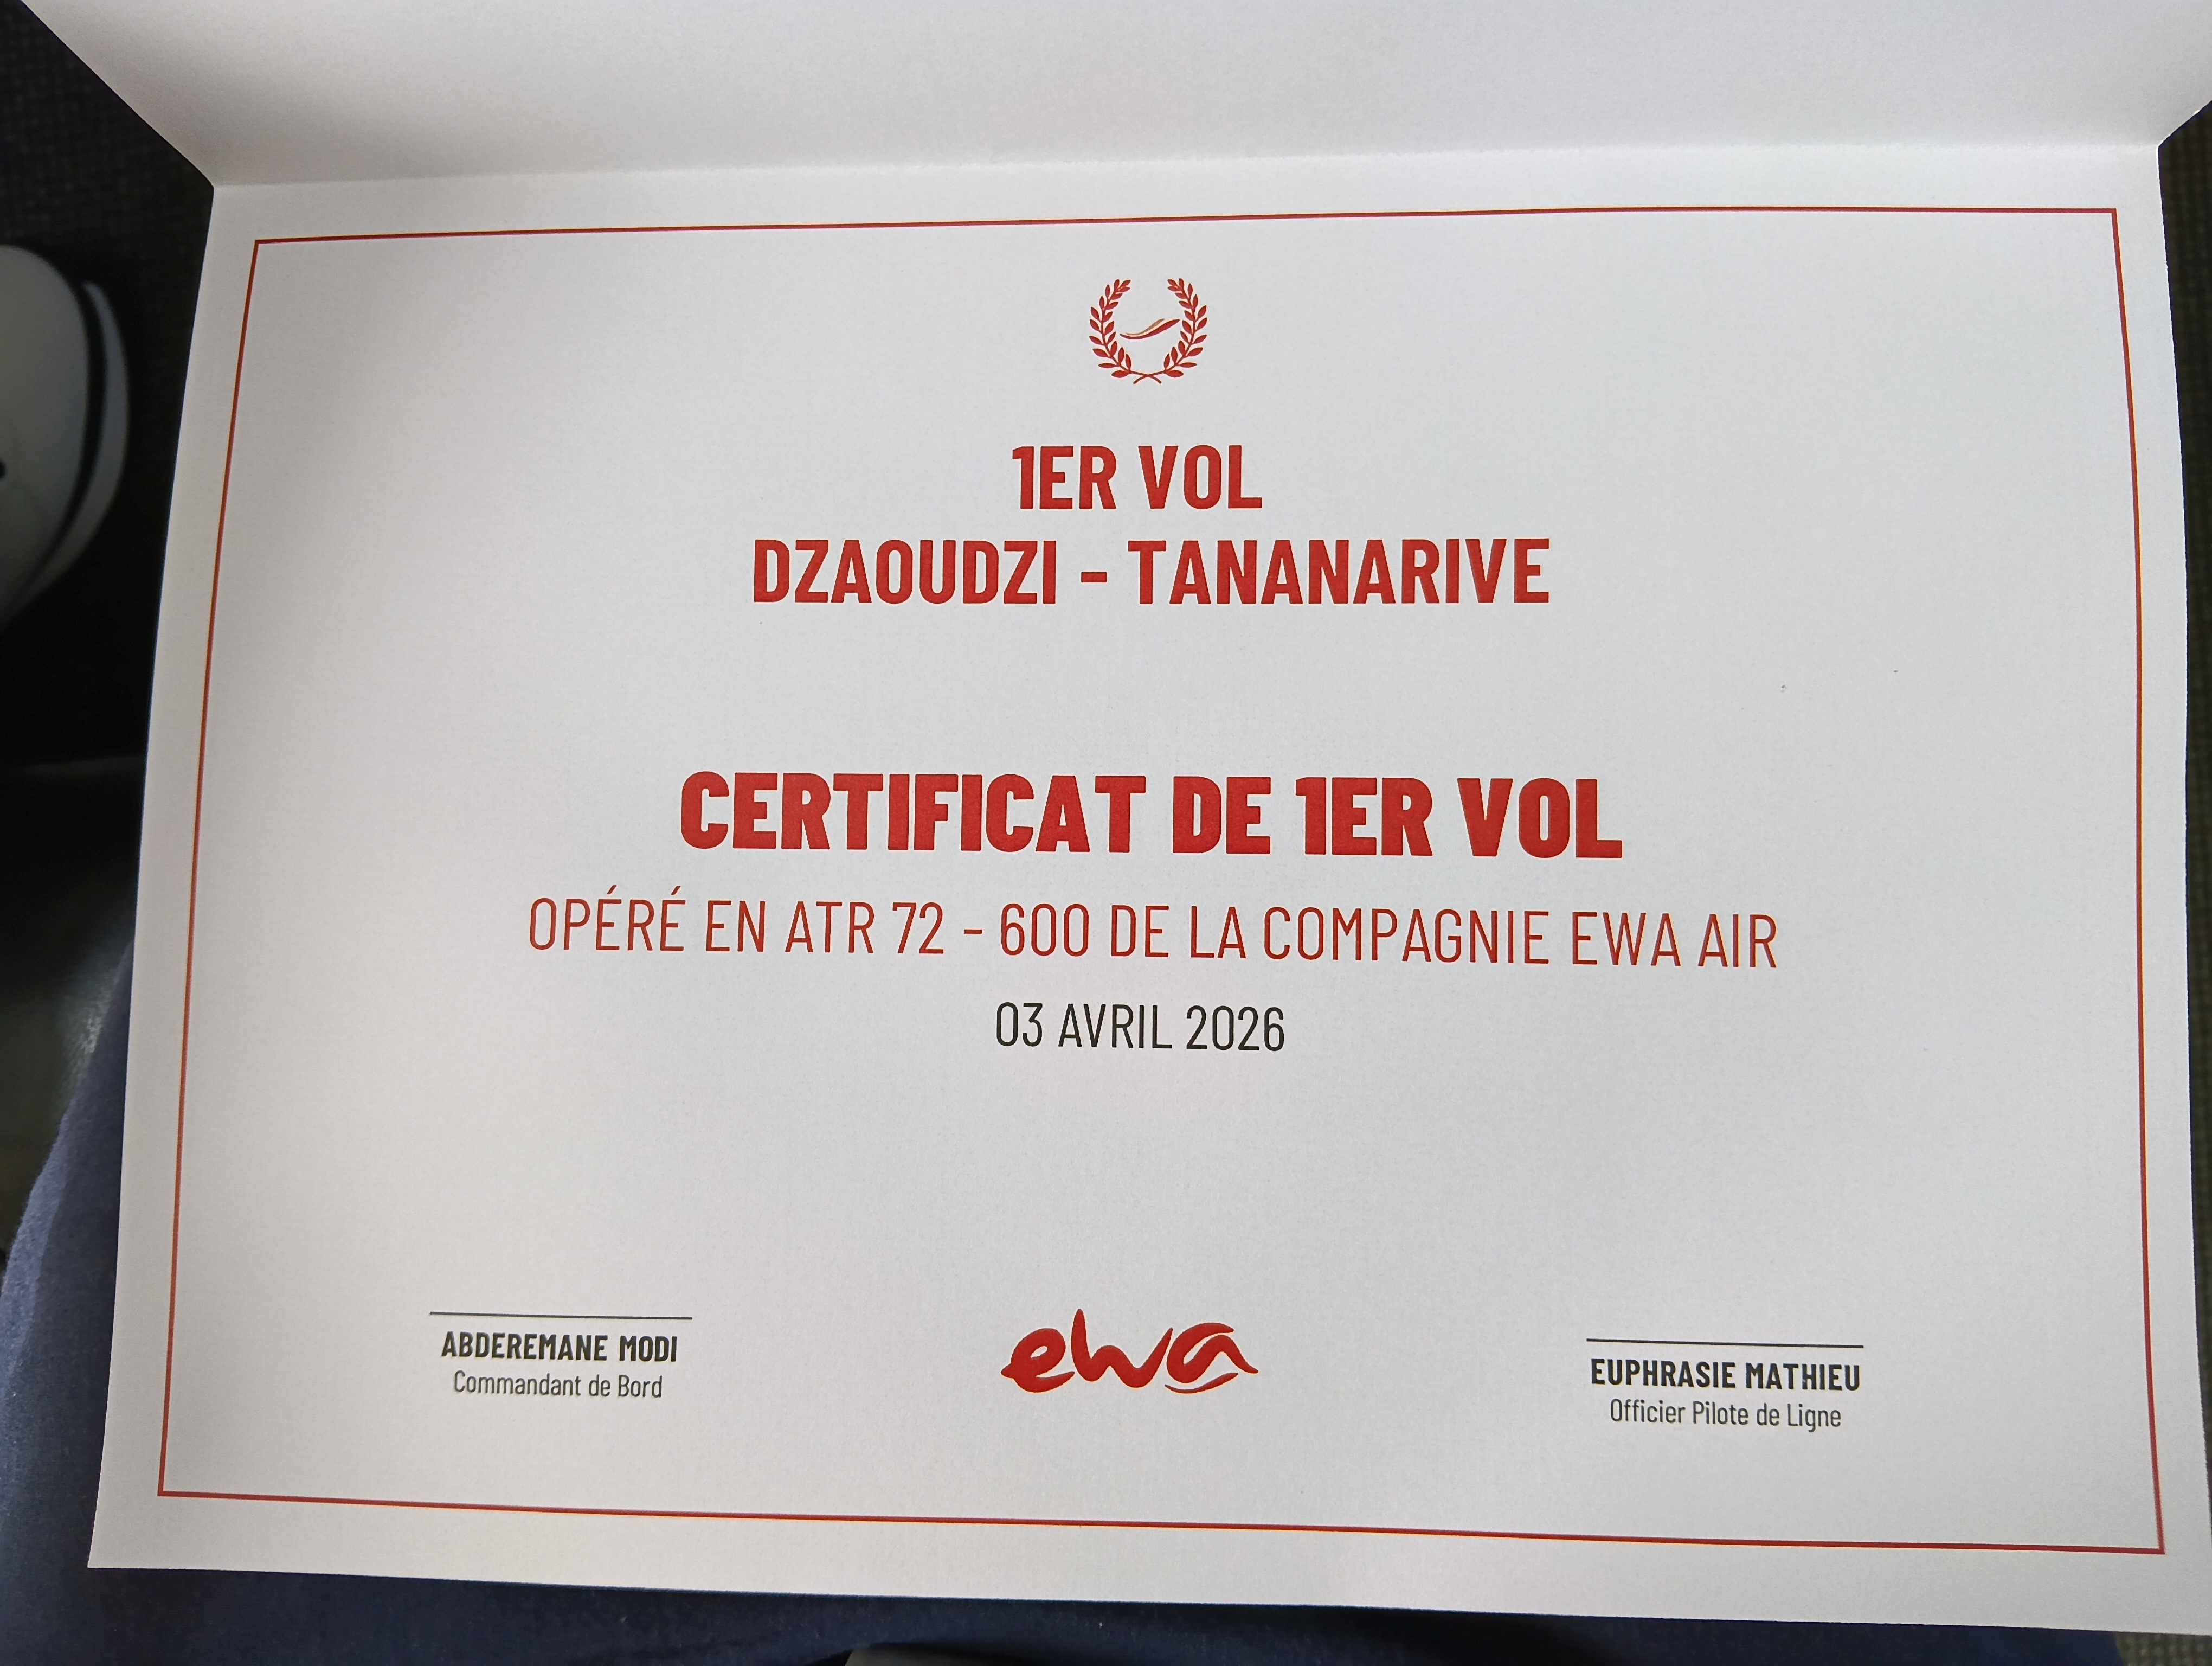 1ER VOL
DZAOUDZI - TANANARIVE
CERTIFICAT DE 1ER VOL
OPÉRÉ EN ATR 72 - 600 DE LA COMPAGNIE EWA AIR
03 AVRIL 2026
ABDEREMANE MODI
Commandant de Bord
ewa
EUPHRASIE MATHIEU
Officier Pilote de Ligne